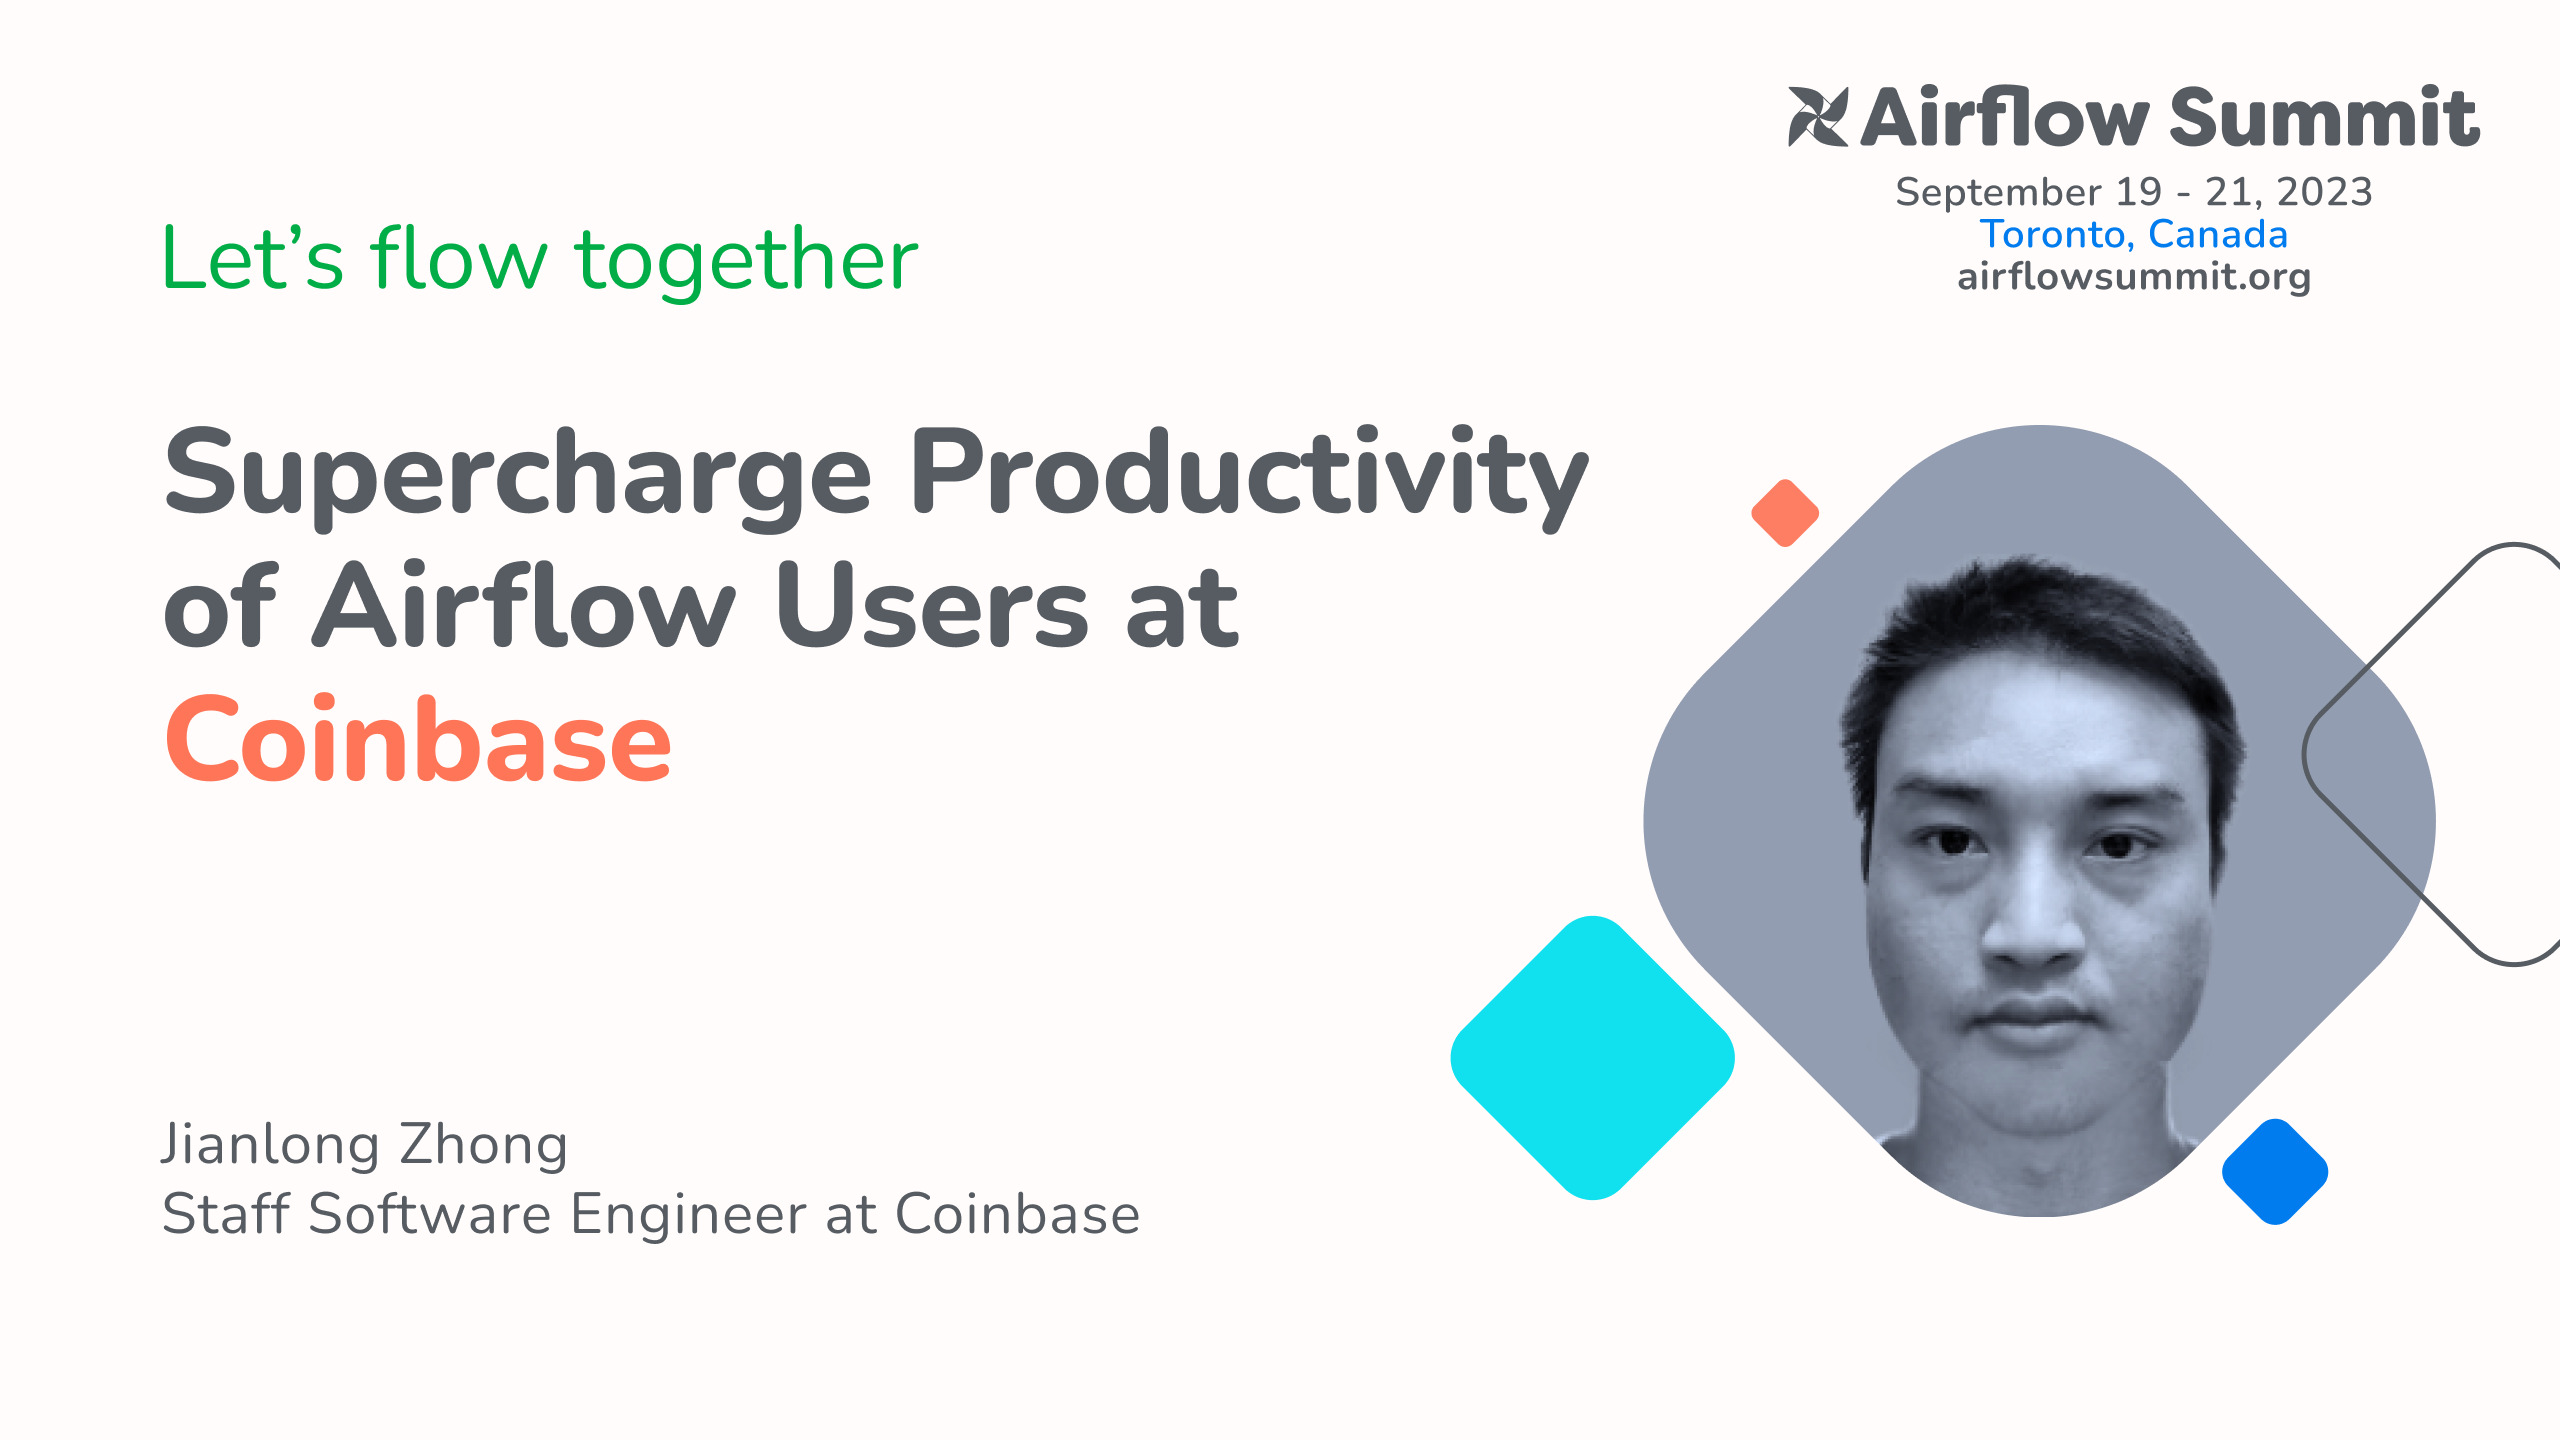 Airflow Summit
September 19 - 21, 2023
Toronto, Canada
airflowsummit.org
Let’s flow together
Supercharge Productivity
of Airflow Users at
Coinbase
Jianlong Zhong
Staff Software Engineer at Coinbase